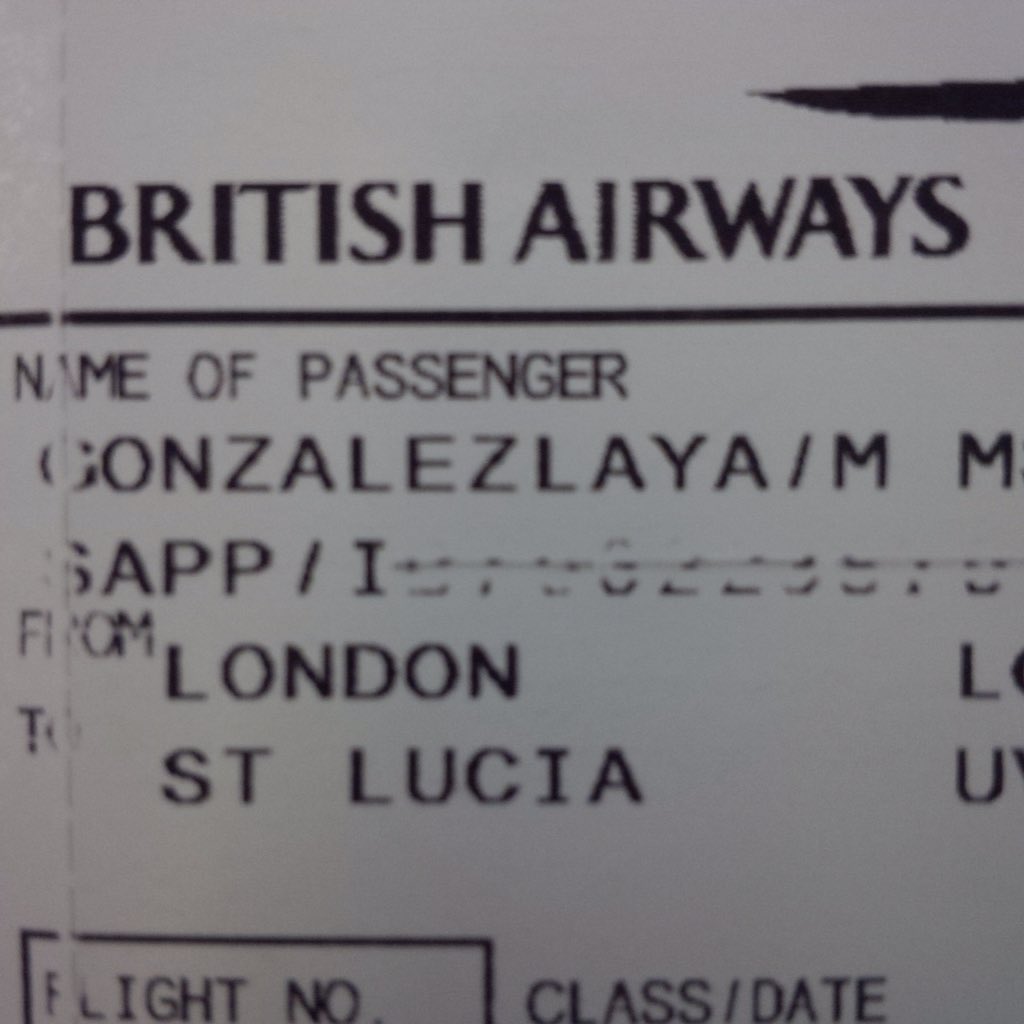 BRITISH AIRWAYS
NAME OF PASSENGER
GONZALEZLAYA/M
SAPP/I
FROM LONDON
TO
ST LUCIA
FLIGHT NO.
CLASS/DATE